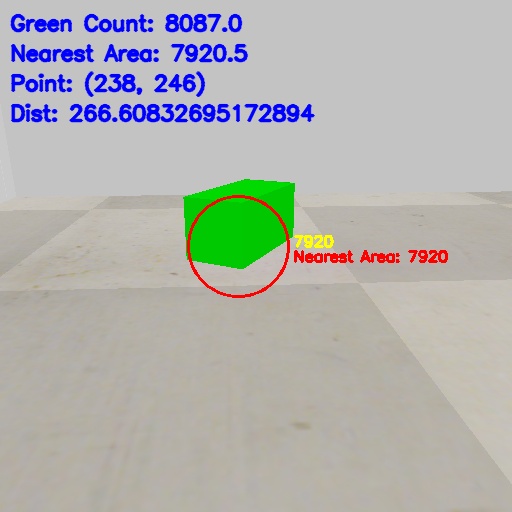 Green Count: 8087.0
Nearest Area: 7920.5
Point: (238, 246)
Dist: 266.60832695172894
7920
Nearest Area: 7920